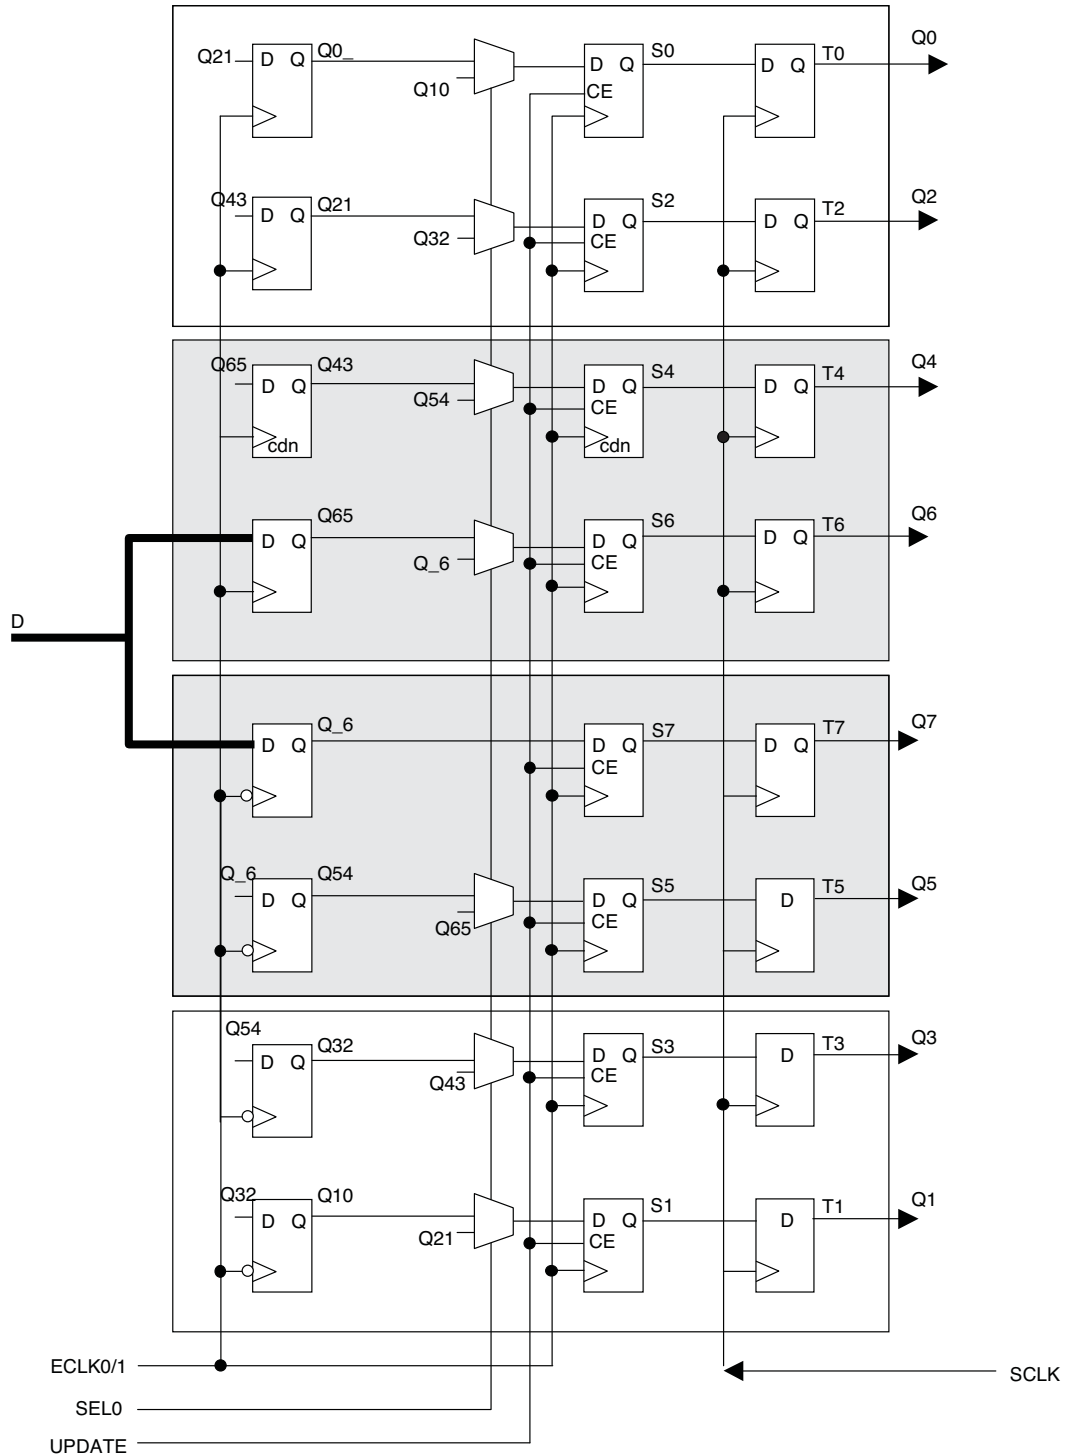 Q21 D Q Q0_ Q10 D Q CE S0 D Q T0 Q0
Q43 D Q Q21 Q32 D Q CE S2 D Q T2 Q2
Q65 D Q cdn Q43 Q54 D Q CE cdn S4 D Q T4 Q4
D Q Q65 Q_6 D Q CE S6 D Q T6 Q6
D
D Q Q_6 D Q CE S7 D Q T7 Q7
Q_6 D Q Q54 Q65 D Q CE S5 D T5 Q5
Q54 D Q Q32 Q43 D Q CE S3 D T3 Q3
Q32 D Q Q10 Q21 D Q CE S1 D T1 Q1
ECLK0/1
SCLK
SEL0
UPDATE